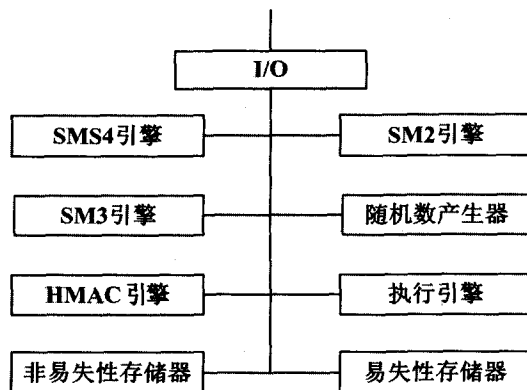 I/O
SMS4引擎
SM2引擎
SM3引擎
随机数产生器
HMAC引擎
执行引擎
非易失性存储器
易失性存储器